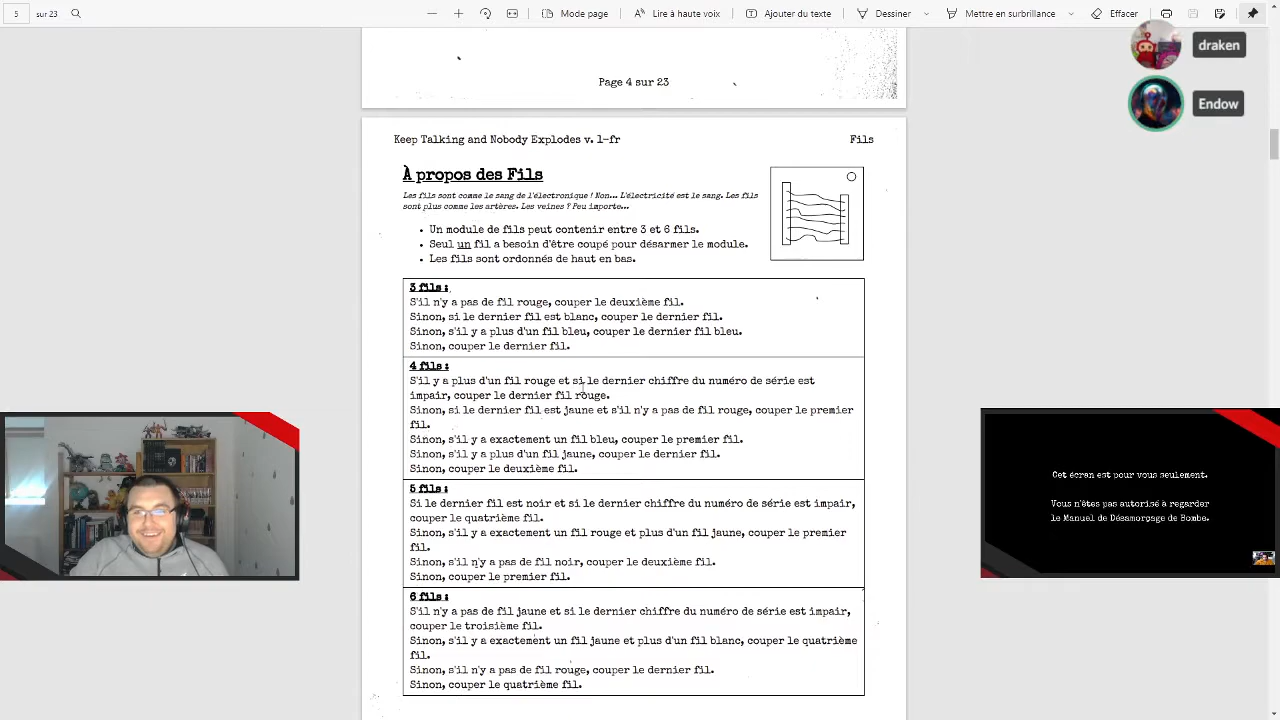 5 sur 23
Mode page
Lire à haute voix
Ajouter du texte
Dessiner
Mettre en surbrillance
Effacer
draken
Endow
Page 4 sur 23
Keep Talking and Nobody Explodes v. 1-fr
Fils
À propos des Fils
Les fils sont comme le sang de l'électronique ! Non... L'électricité est le sang. Les fils
sont plus comme les artères. Les veines ? Peu importe...
• Un module de fils peut contenir entre 3 et 6 fils.
• Seul un fil a besoin d'être coupé pour désarmer le module.
• Les fils sont ordonnés de haut en bas.
3 fils :
S'il n'y a pas de fil rouge, couper le deuxième fil.
Sinon, si le dernier fil est blanc, couper le dernier fil.
Sinon, s'il y a plus d'un fil bleu, couper le dernier fil bleu.
Sinon, couper le dernier fil.
4 fils :
S'il y a plus d'un fil rouge et si le dernier chiffre du numéro de série est
impair, couper le dernier fil rouge.
Sinon, si le dernier fil est jaune et s'il n'y a pas de fil rouge, couper le premier
fil.
Sinon, s'il y a exactement un fil bleu, couper le premier fil.
Sinon, s'il y a plus d'un fil jaune, couper le dernier fil.
Sinon, couper le deuxième fil.
5 fils :
Si le dernier fil est noir et si le dernier chiffre du numéro de série est impair,
couper le quatrième fil.
Sinon, s'il y a exactement un fil rouge et plus d'un fil jaune, couper le premier
fil.
Sinon, s'il n'y a pas de fil noir, couper le deuxième fil.
Sinon, couper le premier fil.
6 fils :
S'il n'y a pas de fil jaune et si le dernier chiffre du numéro de série est impair,
couper le troisième fil.
Sinon, s'il y a exactement un fil jaune et plus d'un fil blanc, couper le quatrième
fil.
Sinon, s'il n'y a pas de fil rouge, couper le dernier fil.
Sinon, couper le quatrième fil.
Cet écran est pour vous seulement.
Vous n'êtes pas autorisé à regarder
le Manuel de Désamorçage de Bombe.